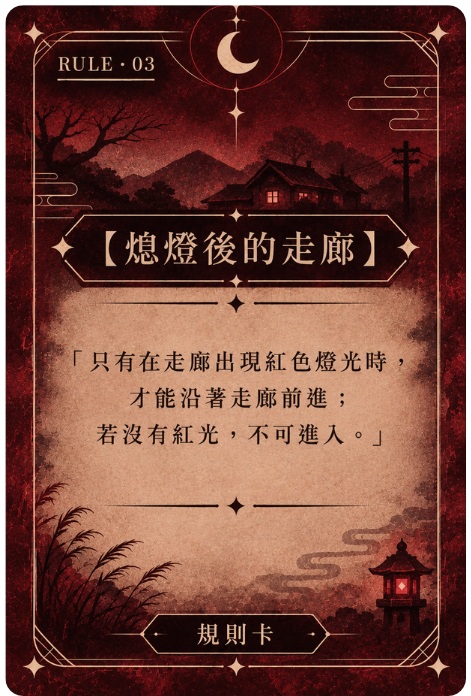 RULE · 03
【熄燈後的走廊】
「只有在走廊出現紅色燈光時，
才能沿著走廊前進；
若沒有紅光，不可進入。」
規則卡